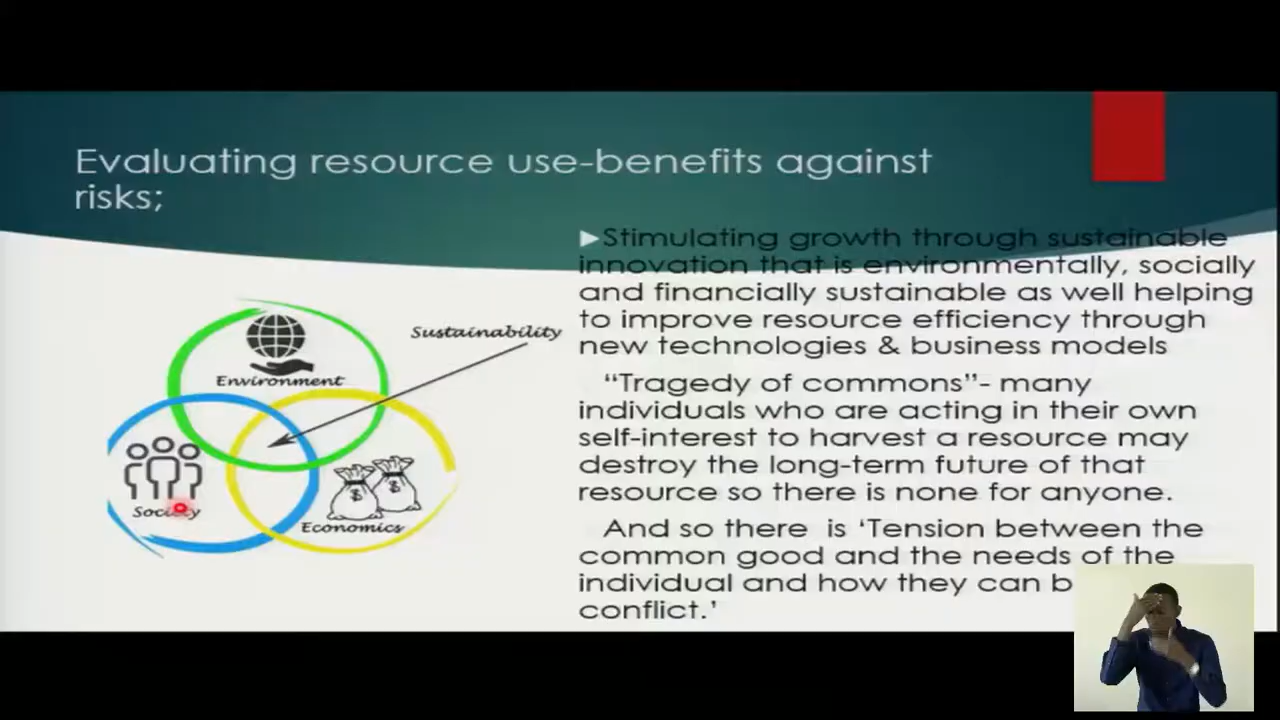 Evaluating resource use-benefits against
risks;
►Stimulating growth through sustainable
innovation that is environmentally, socially
and financially sustainable as well helping
to improve resource efficiency through
new technologies & business models
“Tragedy of commons”- many
individuals who are acting in their own
self-interest to harvest a resource may
destroy the long-term future of that
resource so there is none for anyone.
And so there is ‘Tension between the
common good and the needs of the
individual and how they can b
conflict.’
Sustainability
Environment
Society
Economics